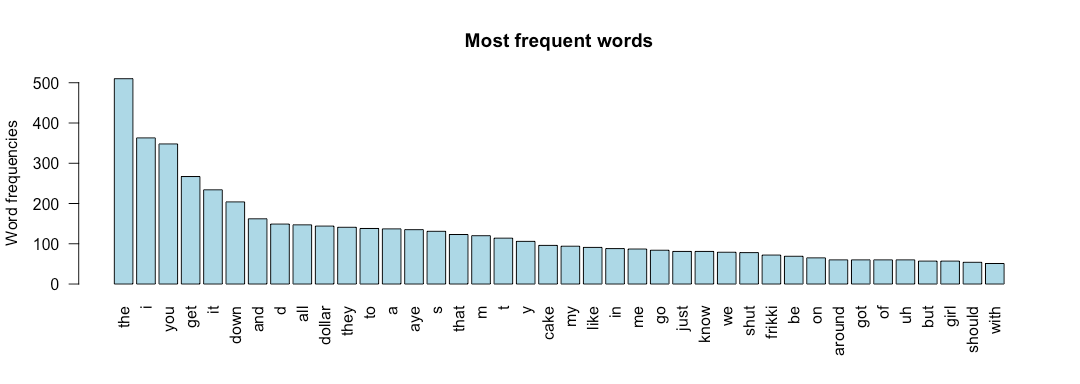 Most frequent words
Word frequencies
500
400
300
200
100
0
the
i
you
get
it
down
and
d
all
dollar
they
to
a
aye
s
that
m
t
y
cake
my
like
in
me
go
just
know
we
shut
frikki
be
on
around
got
of
uh
but
girl
should
with